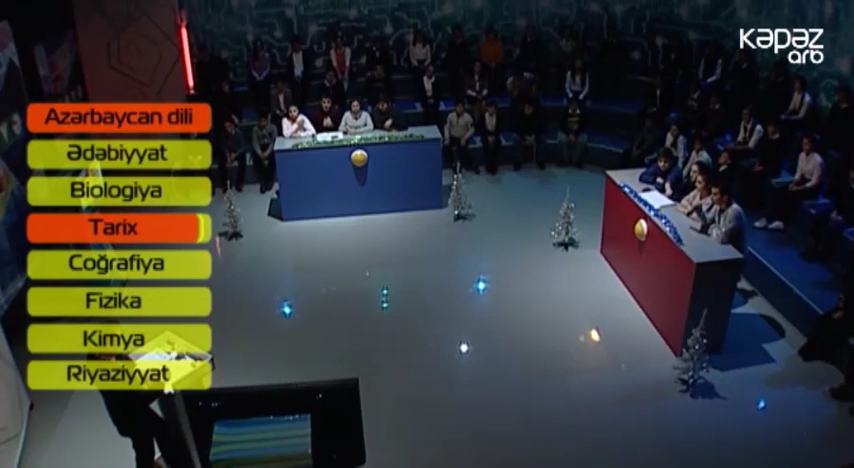 Kəpəz
arb
Azərbaycan dili
Ədəbiyyat
Biologiya
Tarix
Coğrafiya
Fizika
Kimya
Riyaziyyat